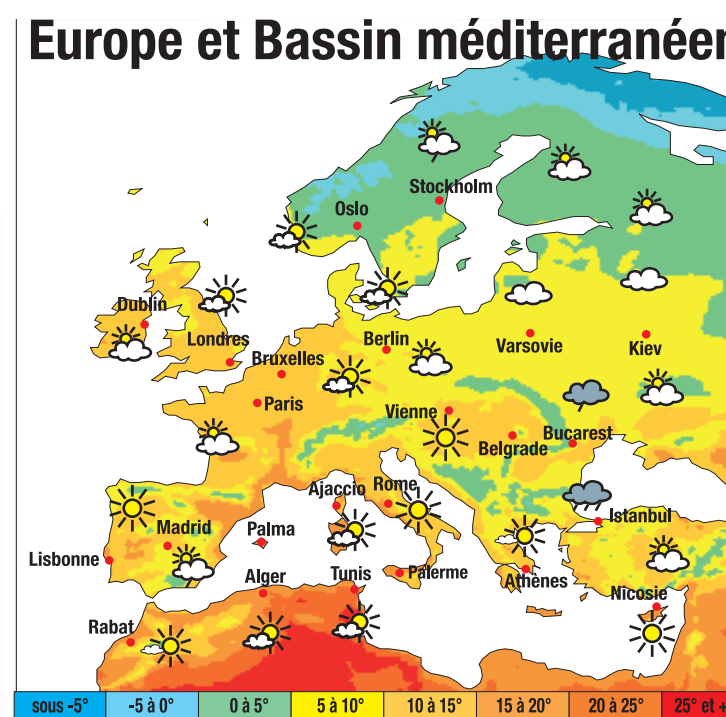 Europe et Bassin méditerranéen
Stockholm
Oslo
Dublin
Londres
Berlin
Varsovie
Kiev
Bruxelles
Paris
Vienne
Belgrade
Bucarest
Ajaccio
Rome
Madrid
Palma
Istanbul
Lisbonne
Alger
Tunis
Palerme
Athènes
Nicosie
Rabat
sous -5°
-5 à 0°
0 à 5°
5 à 10°
10 à 15°
15 à 20°
20 à 25°
25° et +